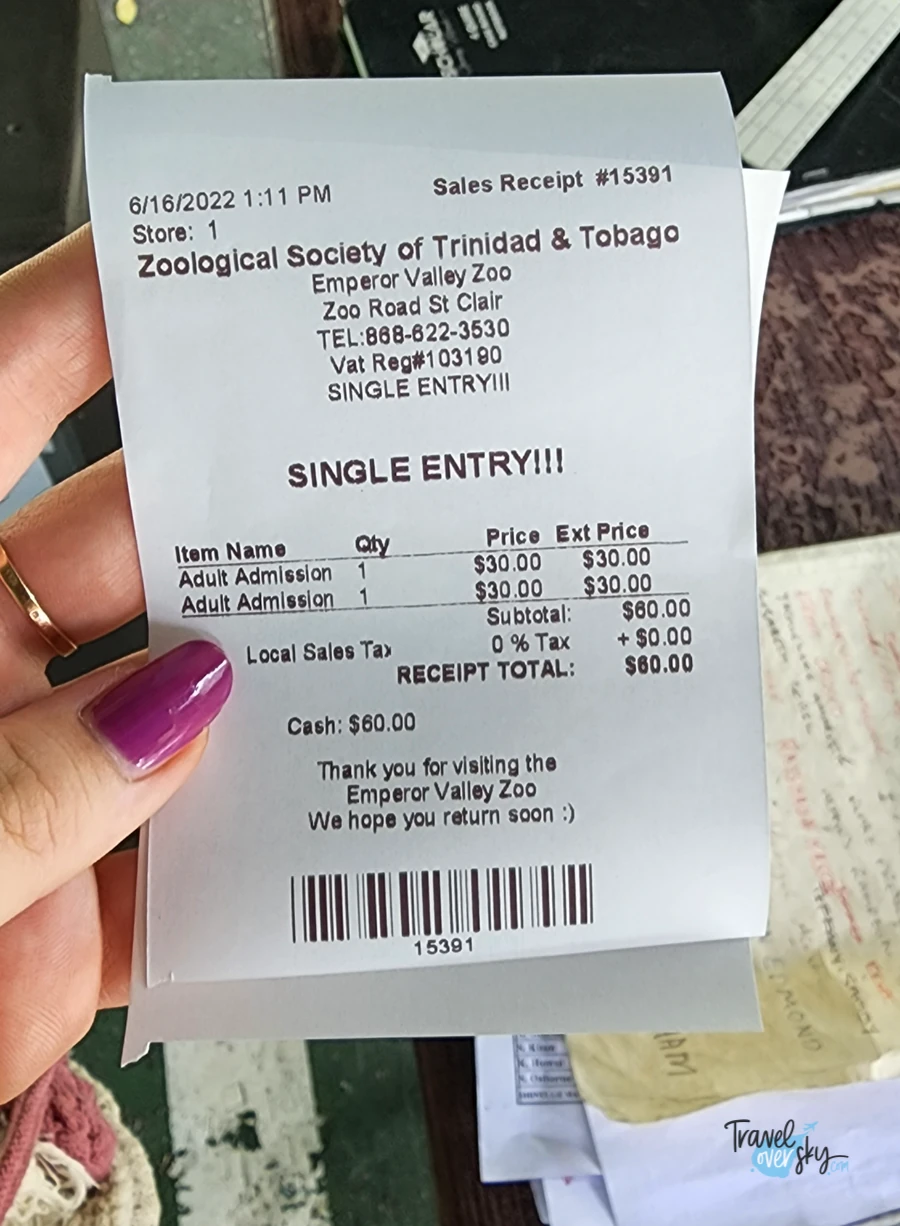 6/16/2022 1:11 PM Sales Receipt #15391
Store: 1
Zoological Society of Trinidad & Tobago
Emperor Valley Zoo
Zoo Road St Clair
TEL:868-622-3530
Vat Reg#103190
SINGLE ENTRY!!!
SINGLE ENTRY!!!
Item Name Qty Price Ext Price
Adult Admission 1 $30.00 $30.00
Adult Admission 1 $30.00 $30.00
Subtotal: $60.00
Local Sales Tax 0 % Tax + $0.00
RECEIPT TOTAL: $60.00
Cash: $60.00
Thank you for visiting the
Emperor Valley Zoo
We hope you return soon :)
15391
Travel
over sky.com